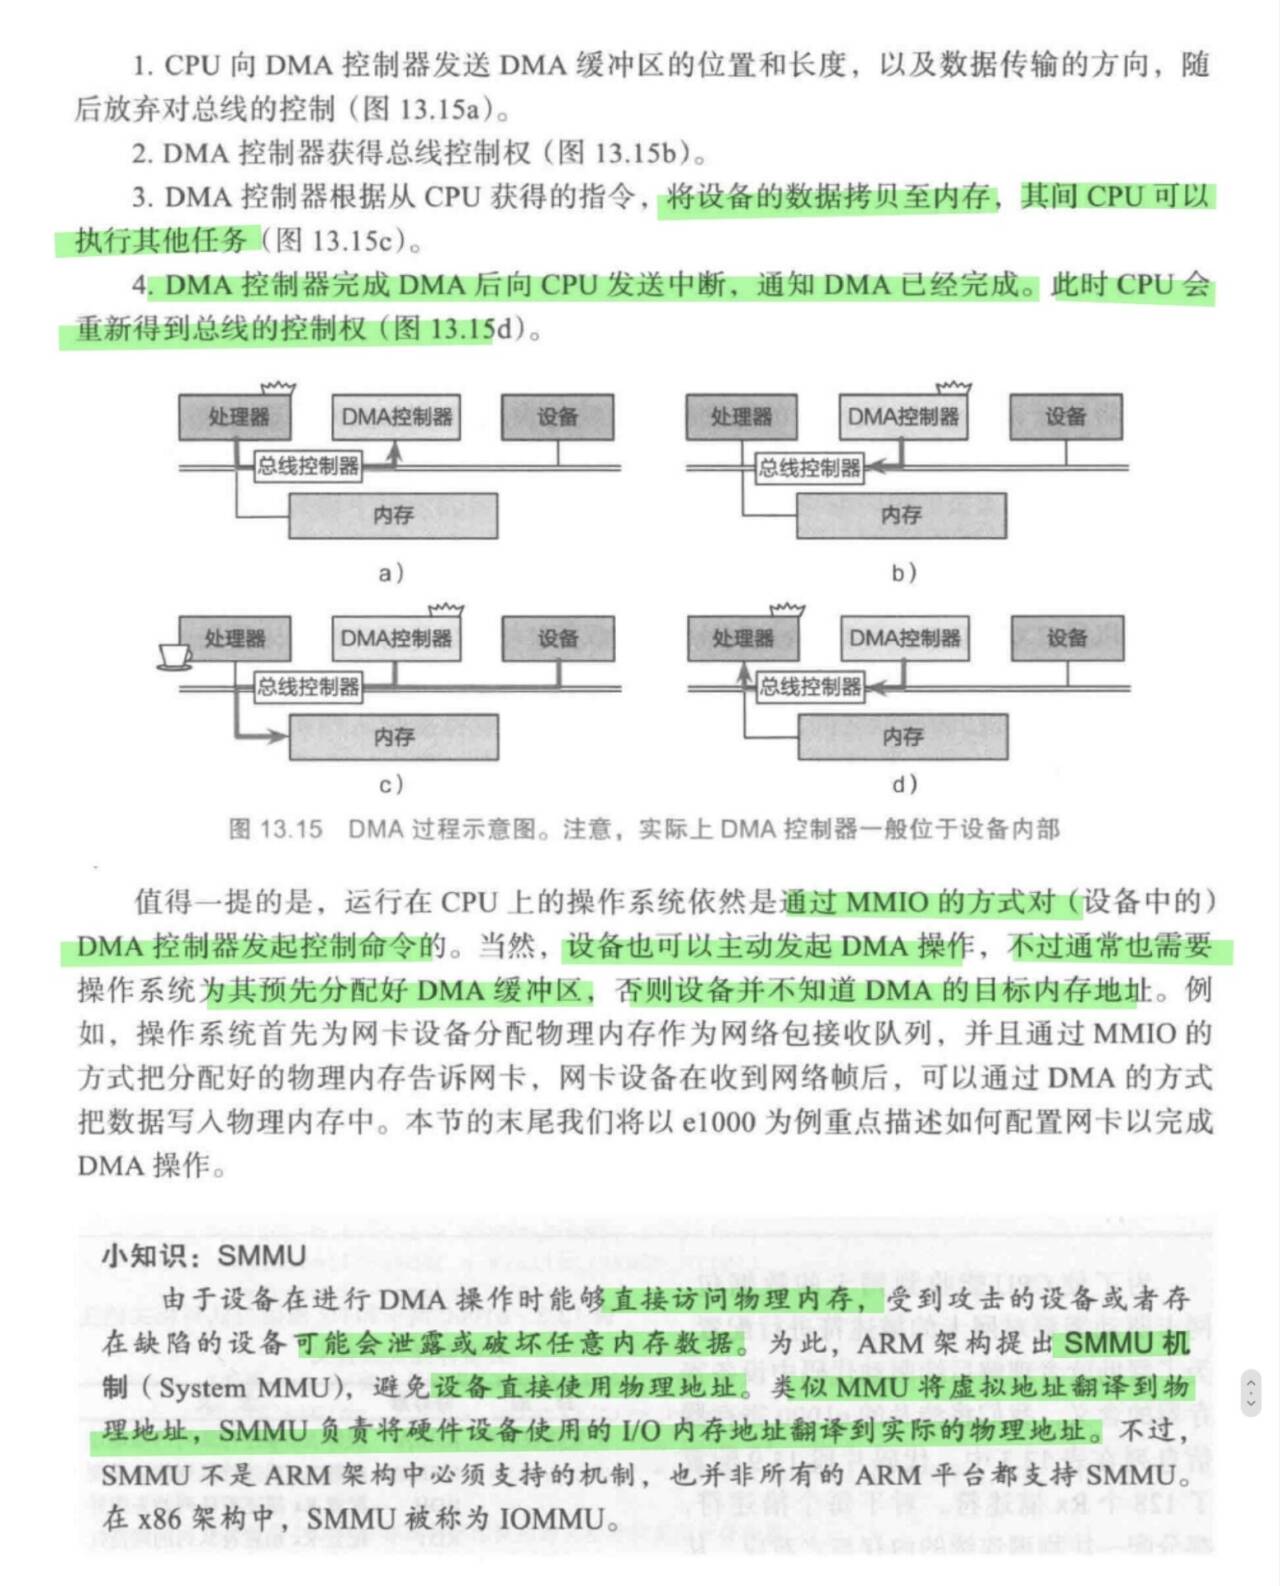 1. CPU 向 DMA 控制器发送 DMA 缓冲区的位置和长度，以及数据传输的方向，随
后放弃对总线的控制（图 13.15a）。
2. DMA 控制器获得总线控制权（图 13.15b）。
3. DMA 控制器根据从 CPU 获得的指令，将设备的数据拷贝至内存，其间 CPU 可以
执行其他任务（图 13.15c）。
4. DMA 控制器完成 DMA 后向 CPU 发送中断，通知 DMA 已经完成。此时 CPU 会
重新得到总线的控制权（图 13.15d）。
处理器 DMA控制器 设备
总线控制器
内存
a）
处理器 DMA控制器 设备
总线控制器
内存
b）
处理器 DMA控制器 设备
总线控制器
内存
c）
处理器 DMA控制器 设备
总线控制器
内存
d）
图 13.15 DMA 过程示意图。注意，实际上 DMA 控制器一般位于设备内部
值得一提的是，运行在 CPU 上的操作系统依然是通过 MMIO 的方式对（设备中的）
DMA 控制器发起控制命令的。当然，设备也可以主动发起 DMA 操作，不过通常也需要
操作系统为其预先分配好 DMA 缓冲区，否则设备并不知道 DMA 的目标内存地址。例
如，操作系统首先为网卡设备分配物理内存作为网络包接收队列，并且通过 MMIO 的
方式把分配好的物理内存告诉网卡，网卡设备在收到网络帧后，可以通过 DMA 的方式
把数据写入物理内存中。本节的末尾我们将以 e1000 为例重点描述如何配置网卡以完成
DMA 操作。
小知识：SMMU
由于设备在进行 DMA 操作时能够直接访问物理内存，受到攻击的设备或者存
在缺陷的设备可能会泄露或破坏任意内存数据。为此，ARM 架构提出 SMMU 机
制（System MMU），避免设备直接使用物理地址。类似 MMU 将虚拟地址翻译到物
理地址，SMMU 负责将硬件设备使用的 I/O 内存地址翻译到实际的物理地址。不过，
SMMU 不是 ARM 架构中必须支持的机制，也并非所有的 ARM 平台都支持 SMMU。
在 x86 架构中，SMMU 被称为 IOMMU。